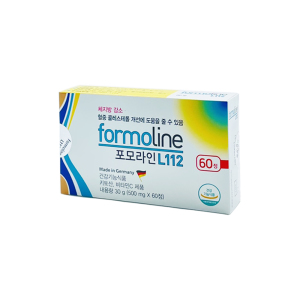 체지방 감소
혈중 콜레스테롤 개선에 도움을 줄 수 있음
formoline
포모라인 L112
60정
Made in Germany
건강기능식품
키토산, 비타민C 제품
내용량 30 g (500 mg X 60정)